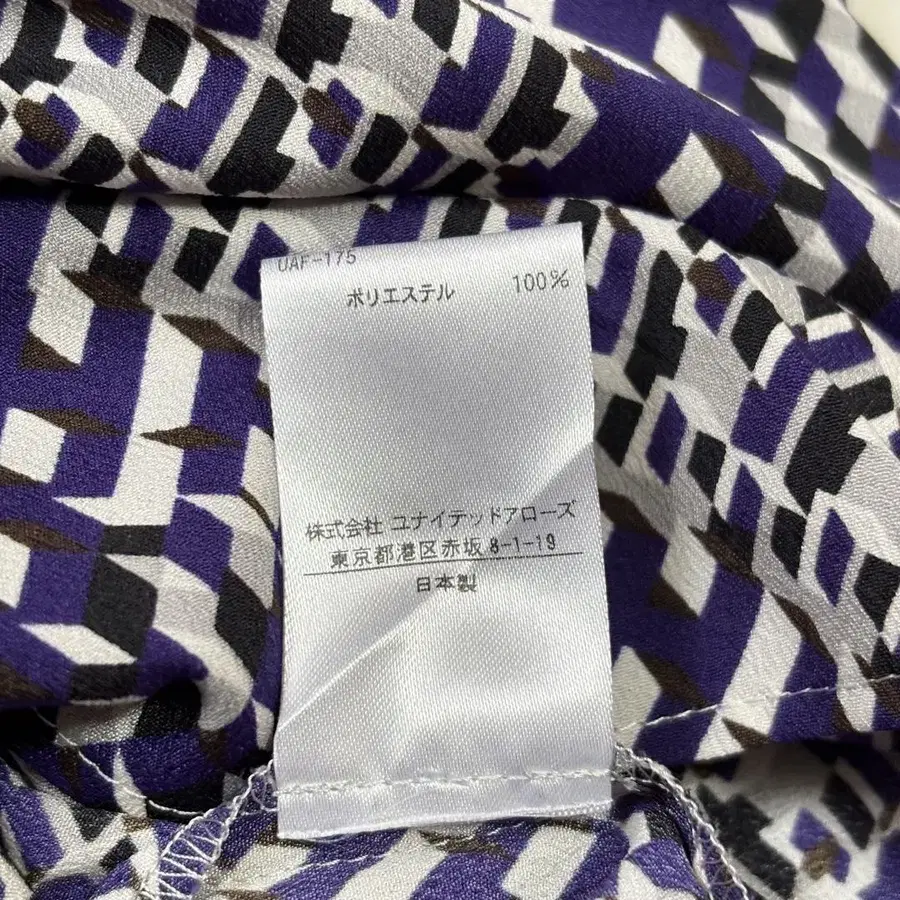 UAF-175
ポリエステル 100%
株式会社 ユナイテッドアローズ
東京都港区赤坂8-1-19
日本製